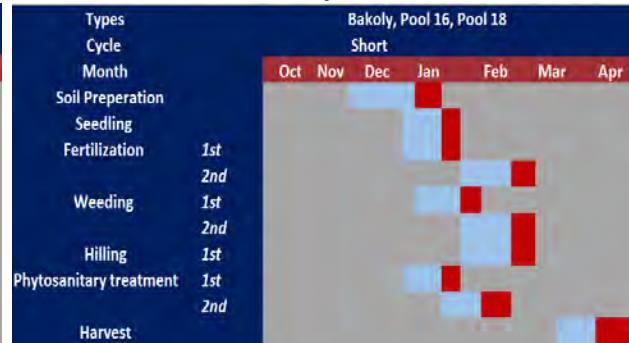 Types Bakoly, Pool 16, Pool 18
Cycle Short
Month Oct Nov Dec Jan Feb Mar Apr
Soil Preperation
Seedling
Fertilization 1st
2nd
Weeding 1st
2nd
Hilling 1st
Phytosanitary treatment 1st
2nd
Harvest